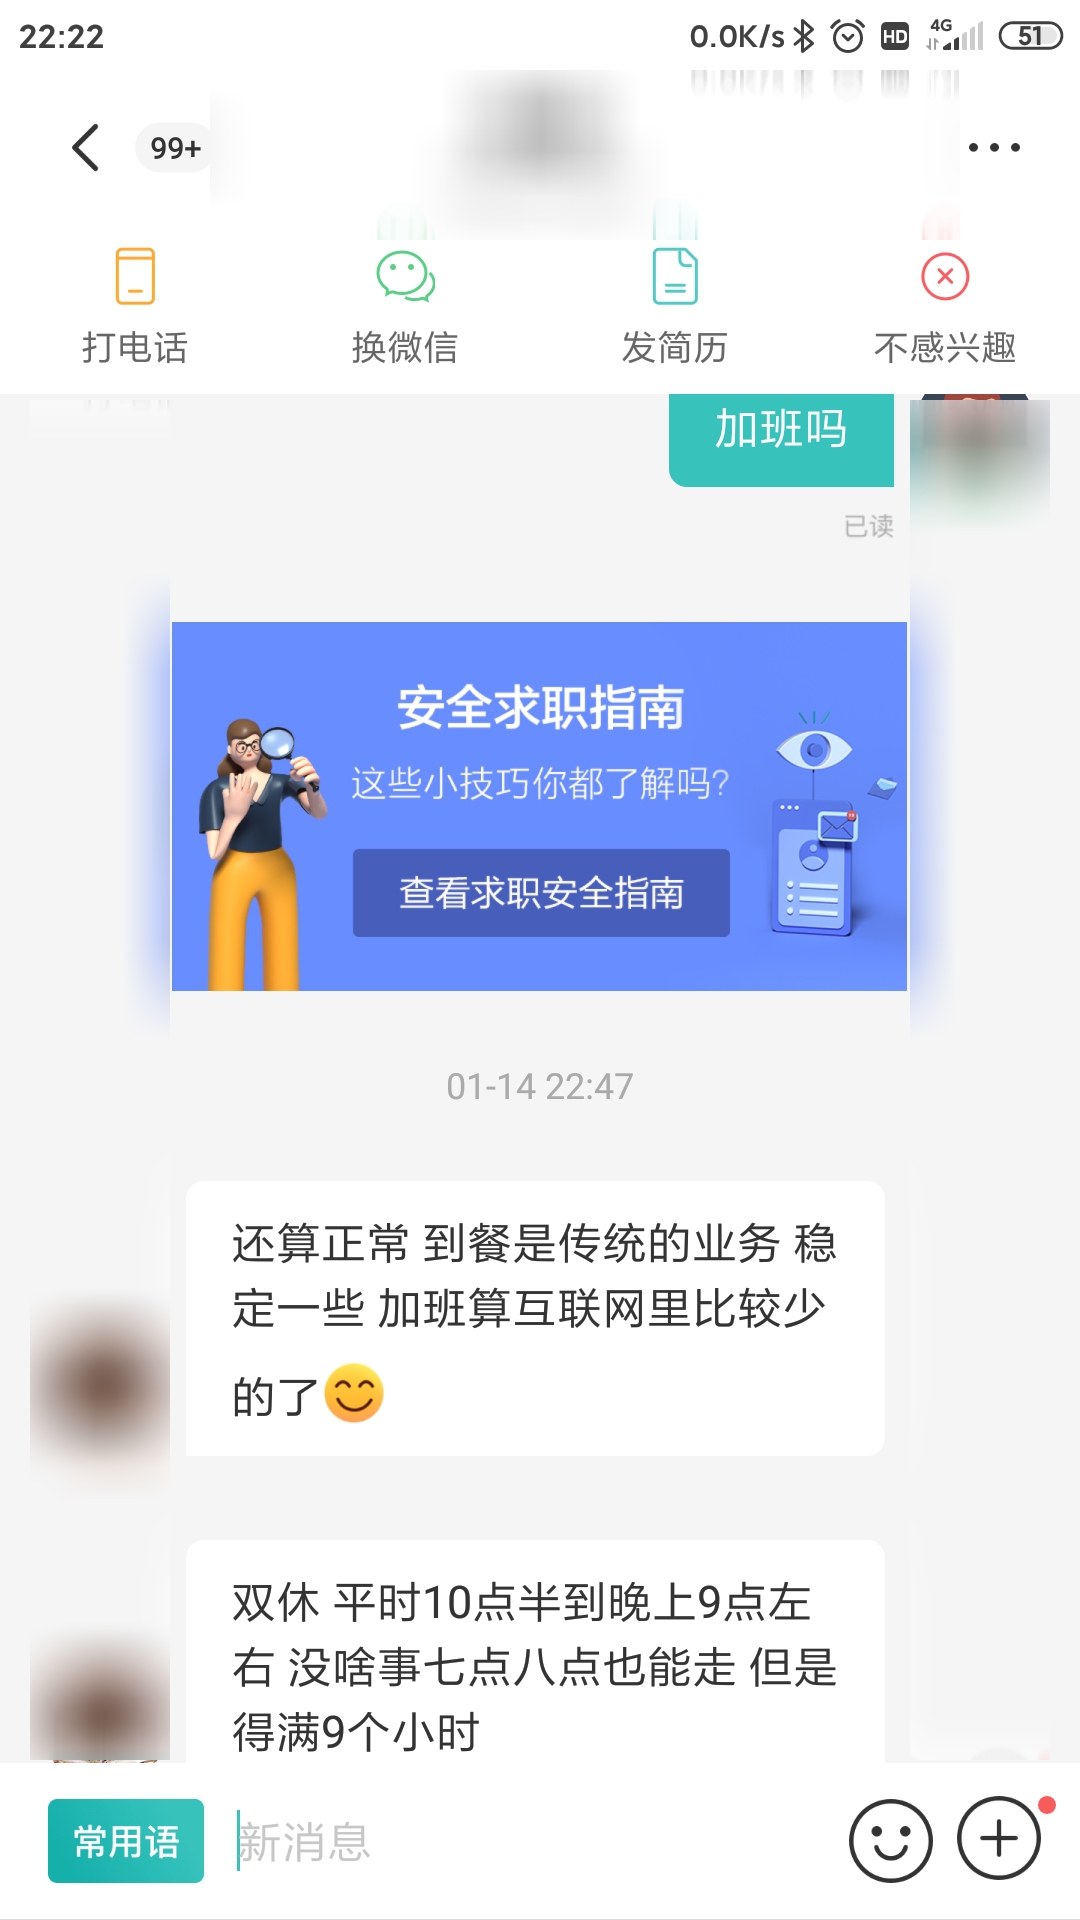 22:22
0.0K/s HD 4G 51
99+
打电话
换微信
发简历
不感兴趣
加班吗
已读
安全求职指南
这些小技巧你都了解吗?
查看求职安全指南
01-14 22:47
还算正常 到餐是传统的业务 稳
定一些 加班算互联网里比较少
的了😊
双休 平时10点半到晚上9点左
右 没啥事七点八点也能走 但是
得满9个小时
常用语
新消息